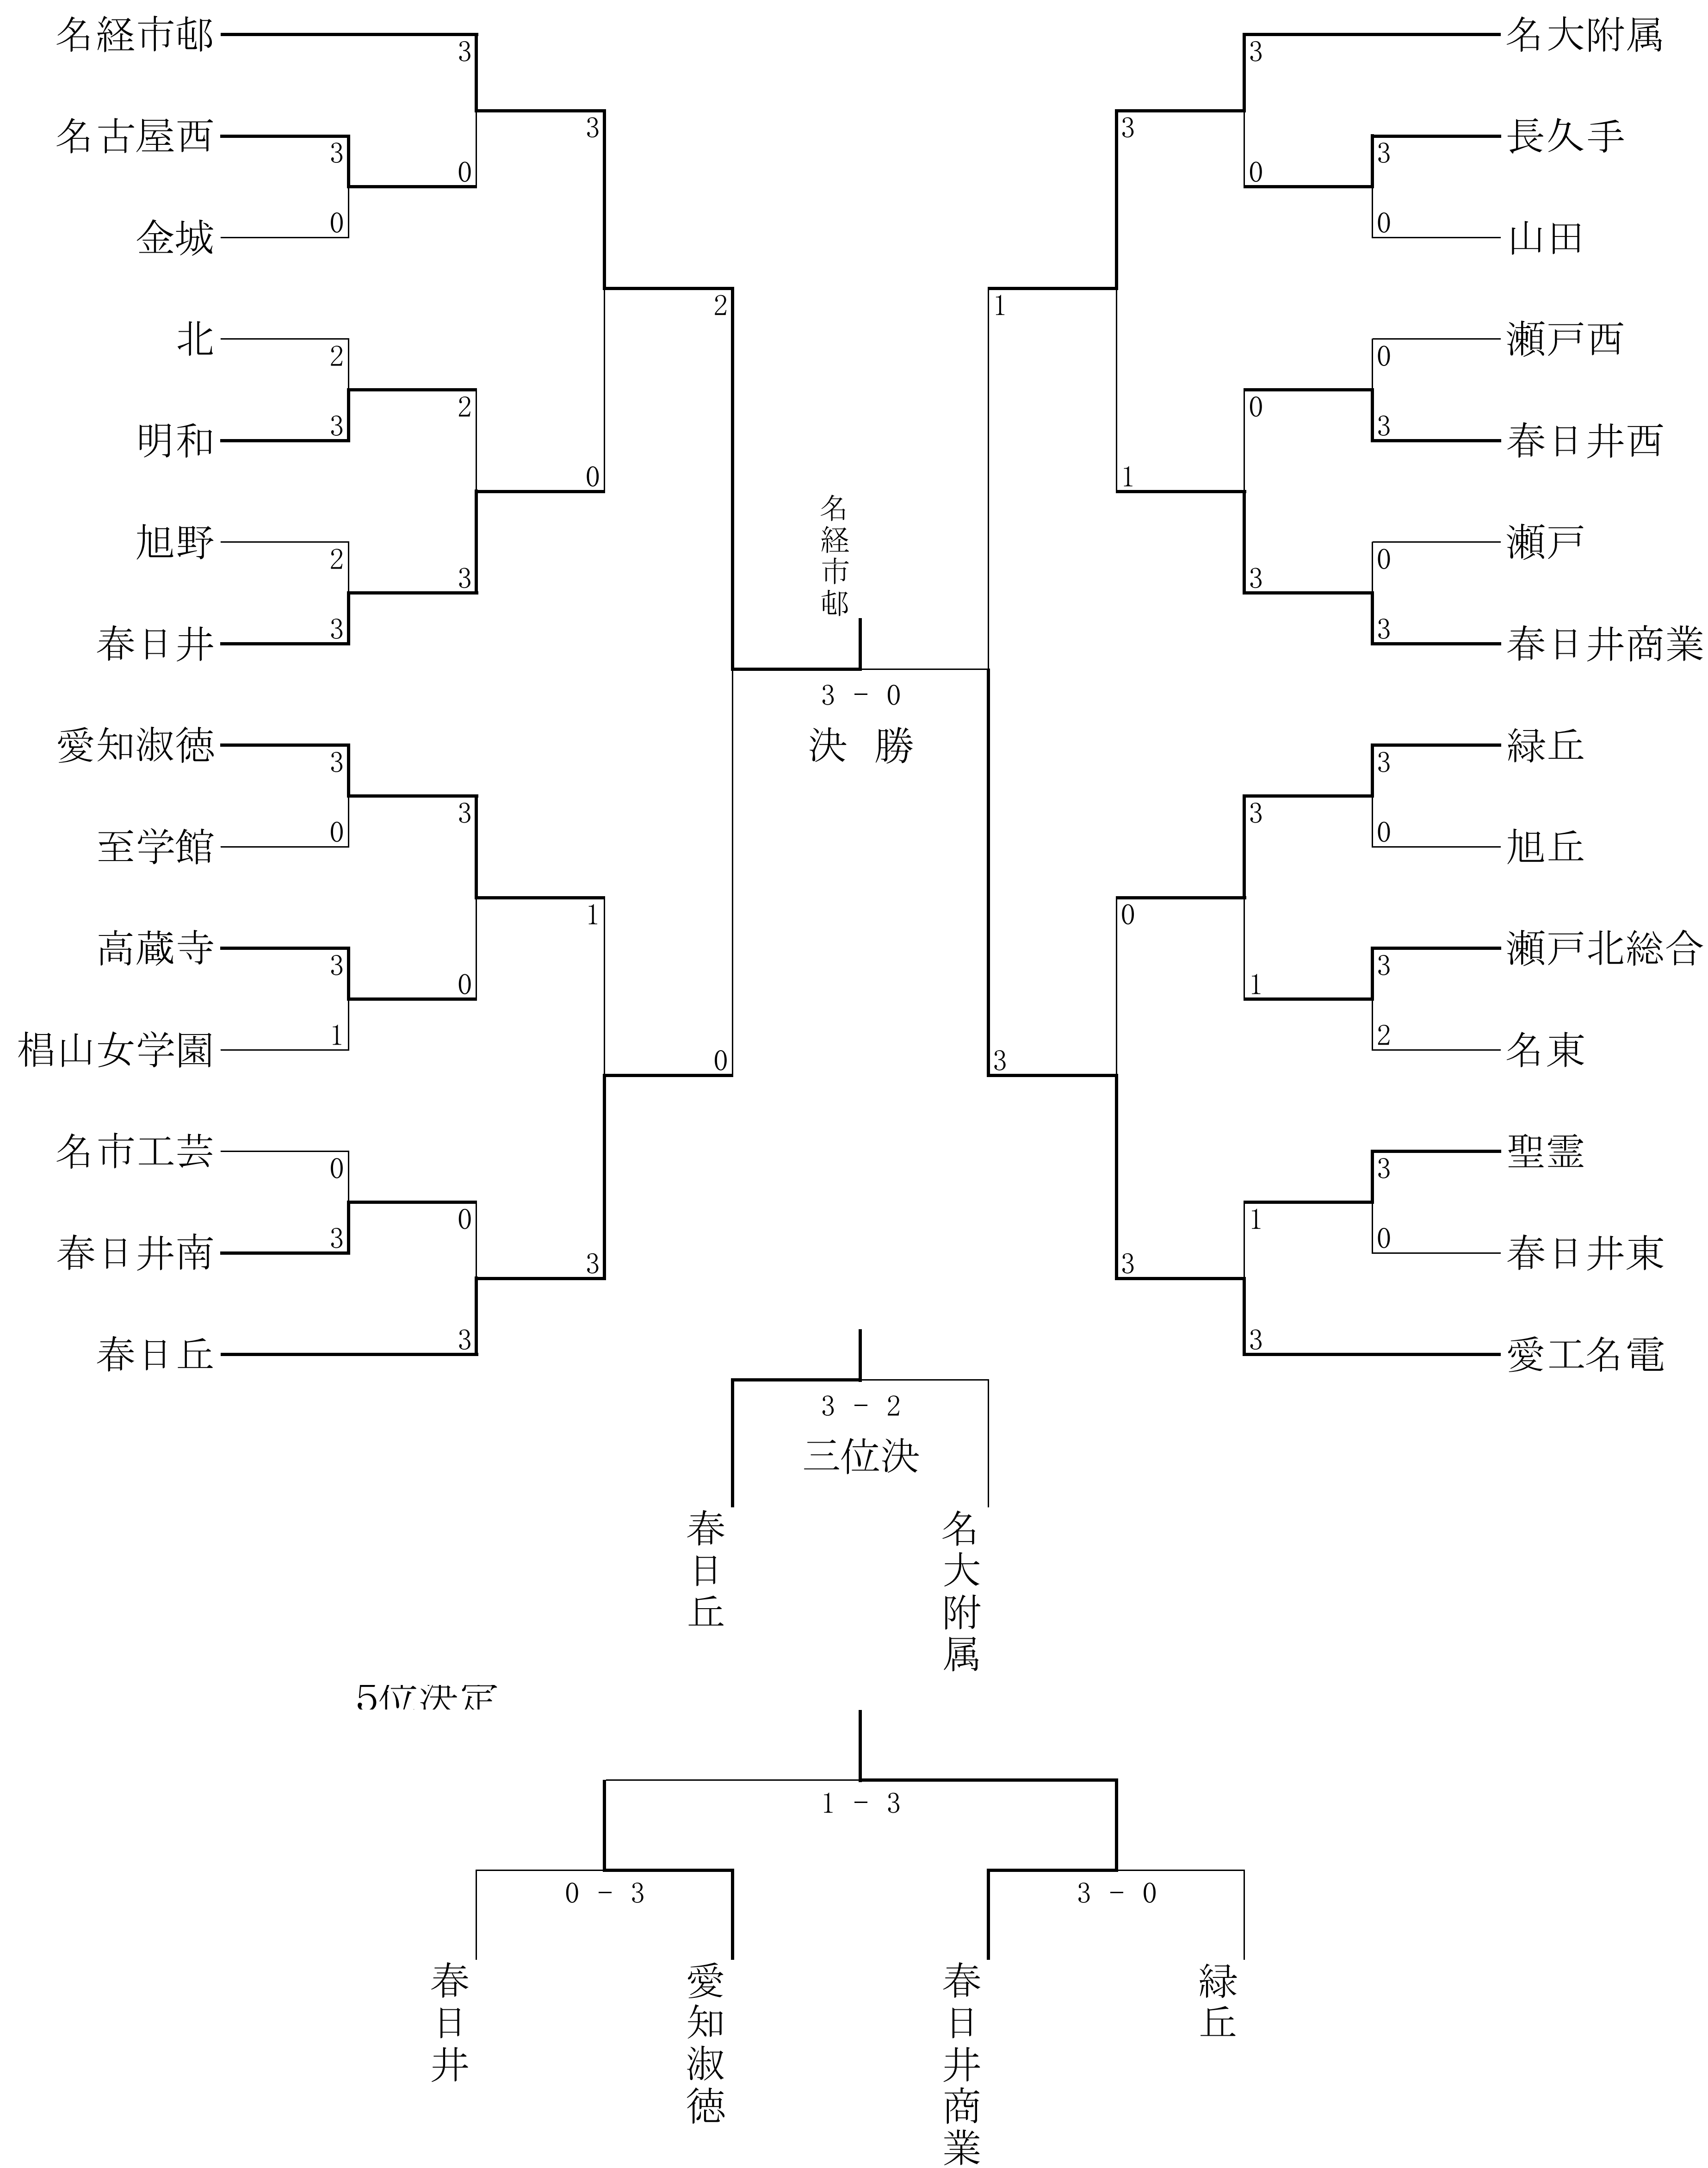 名経市邨
3
名古屋西
3
3
0
金城
0
北
2
2
2
明和
3
0
旭野
2
3
春日井
3
愛知淑徳
3
3
至学館
0
1
高蔵寺
3
0
0
椙山女学園
1
名市工芸
0
0
春日井南
3
3
春日丘
3
名経市邨
3 - 0
決 勝
名大附属
3
長久手
3
3
0
山田
0
1
瀬戸西
0
0
春日井西
3
1
瀬戸
0
3
春日井商業
3
緑丘
3
3
旭丘
0
0
瀬戸北総合
3
1
3
名東
2
聖霊
3
1
春日井東
0
3
愛工名電
3
3 - 2
三位決
春日丘
名大附属
5位決定
1 - 3
0 - 3
3 - 0
春日井
愛知淑徳
春日井商業
緑丘